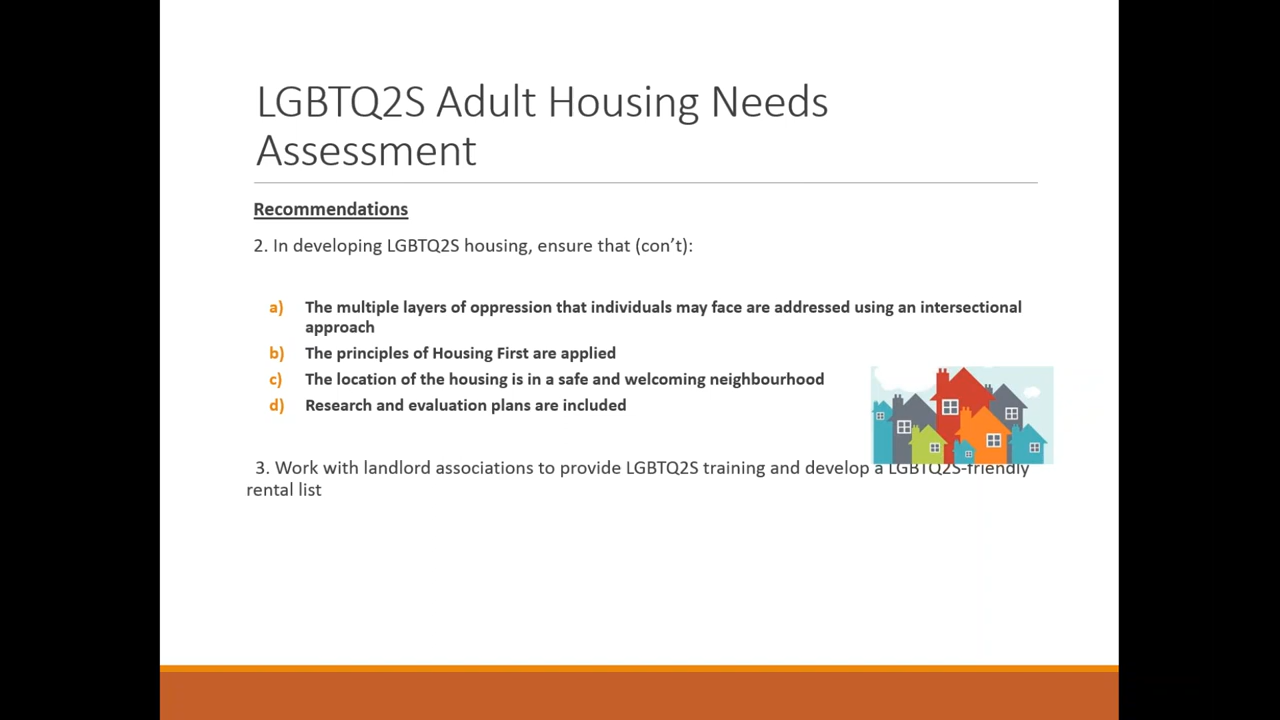 LGBTQ2S Adult Housing Needs
Assessment
Recommendations
2. In developing LGBTQ2S housing, ensure that (con’t):
a) The multiple layers of oppression that individuals may face are addressed using an intersectional
approach
b) The principles of Housing First are applied
c) The location of the housing is in a safe and welcoming neighbourhood
d) Research and evaluation plans are included
3. Work with landlord associations to provide LGBTQ2S training and develop a LGBTQ2S-friendly
rental list